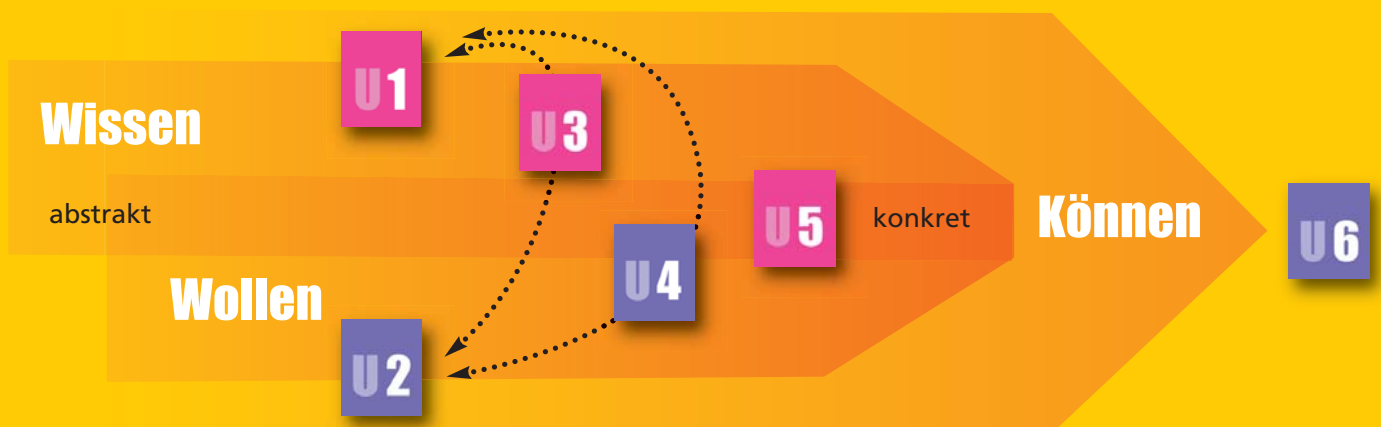 U1
U3
Wissen
abstrakt
U5
konkret
Können
U6
U4
Wollen
U2